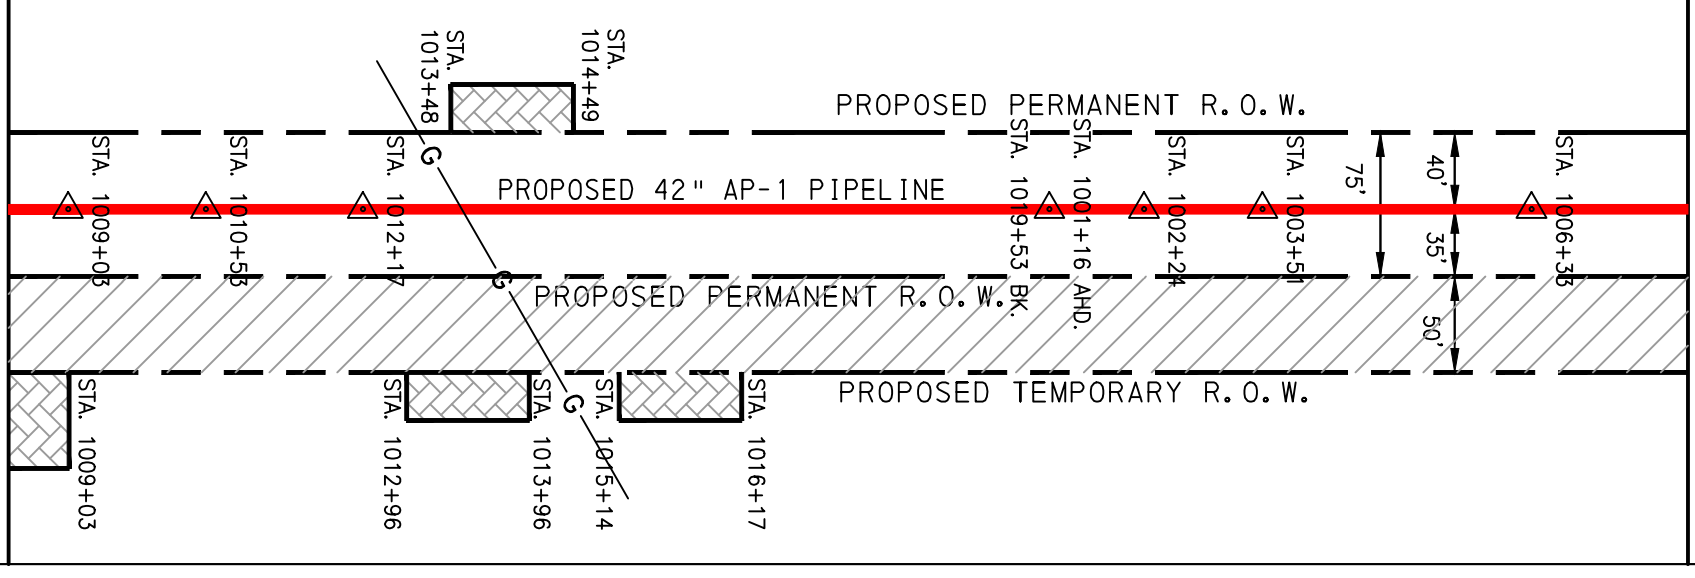 STA.
1013+48
STA.
1014+49
PROPOSED PERMANENT R.O.W.
STA. 1009+03
STA. 1010+53
STA. 1012+17
G
PROPOSED 42" AP-1 PIPELINE
STA. 1019+53 BK.
STA. 1001+16 AHD.
STA. 1002+24
STA. 1003+51
75'
40'
35'
STA. 1006+33
G
PROPOSED PERMANENT R.O.W.
50'
PROPOSED TEMPORARY R.O.W.
STA. 1009+03
STA. 1012+96
STA. 1013+96
G
STA. 1015+14
STA. 1016+17